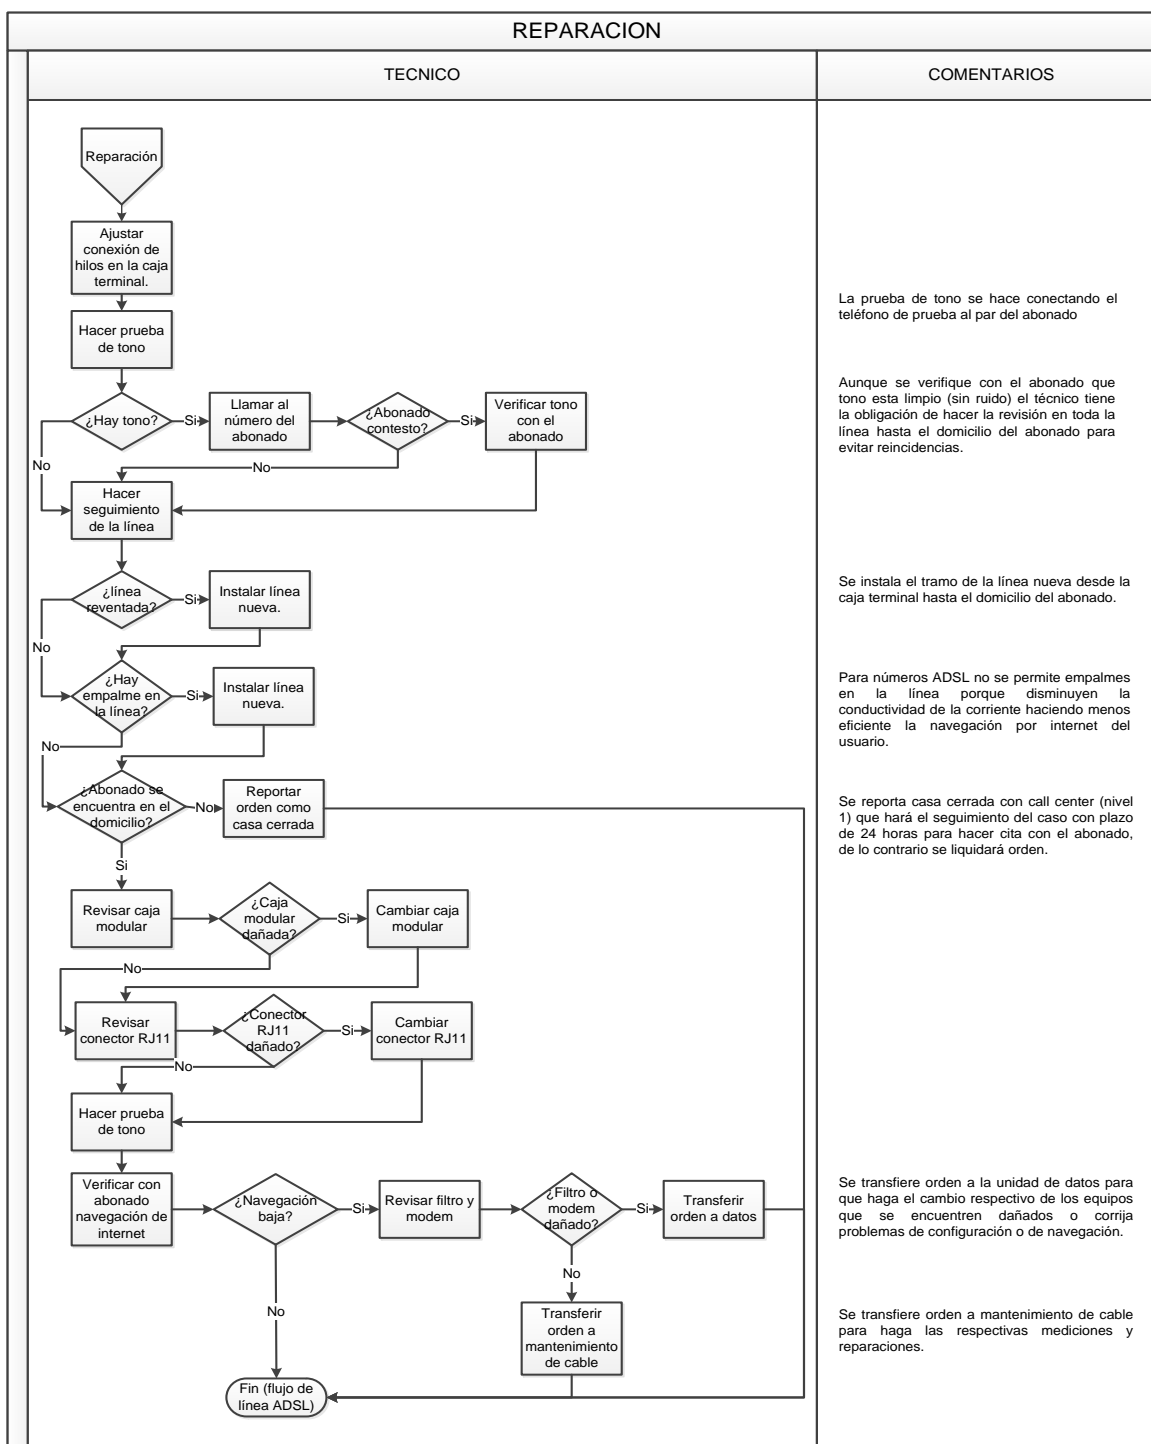 REPARACION
TECNICO
COMENTARIOS
Reparación
Ajustar
conexión de
hilos en la caja
terminal.
La prueba de tono se hace conectando el
teléfono de prueba al par del abonado
Hacer prueba
de tono
Aunque se verifique con el abonado que
tono esta limpio (sin ruido) el técnico tiene
la obligación de hacer la revisión en toda la
línea hasta el domicilio del abonado para
evitar reincidencias.
¿Hay tono?
Si
Llamar al
número del
abonado
¿Abonado
contesto?
Si
Verificar tono
con el
abonado
No
No
Hacer
seguimiento
de la línea
¿línea
reventada?
Si
Instalar línea
nueva.
Se instala el tramo de la línea nueva desde la
caja terminal hasta el domicilio del abonado.
No
¿Hay
empalme en
la línea?
Si
Instalar línea
nueva.
Para números ADSL no se permite empalmes
en la línea porque disminuyen la
conductividad de la corriente haciendo menos
eficiente la navegación por internet del
usuario.
No
¿Abonado se
encuentra en el
domicilio?
No
Reportar
orden como
casa cerrada
Se reporta casa cerrada con call center (nivel
1) que hará el seguimiento del caso con plazo
de 24 horas para hacer cita con el abonado,
de lo contrario se liquidará orden.
Si
Revisar caja
modular
¿Caja
modular
dañada?
Si
Cambiar caja
modular
No
Revisar
conector RJ11
¿Conector
RJ11
dañado?
Si
Cambiar
conector RJ11
No
Hacer prueba
de tono
Verificar con
abonado
navegación de
internet
¿Navegación
baja?
Si
Revisar filtro y
modem
¿Filtro o
modem
dañado?
Si
Transferir
orden a datos
Se transfiere orden a la unidad de datos para
que haga el cambio respectivo de los equipos
que se encuentren dañados o corrija
problemas de configuración o de navegación.
No
No
Transferir
orden a
mantenimiento
de cable
Se transfiere orden a mantenimiento de cable
para haga las respectivas mediciones y
reparaciones.
Fin (flujo de
línea ADSL)